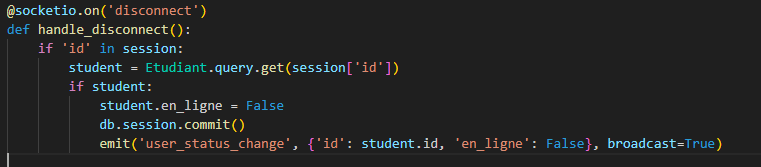 @socketio.on('disconnect')
def handle_disconnect():
    if 'id' in session:
        student = Etudiant.query.get(session['id'])
        if student:
            student.en_ligne = False
            db.session.commit()
            emit('user_status_change', {'id': student.id, 'en_ligne': False}, broadcast=True)